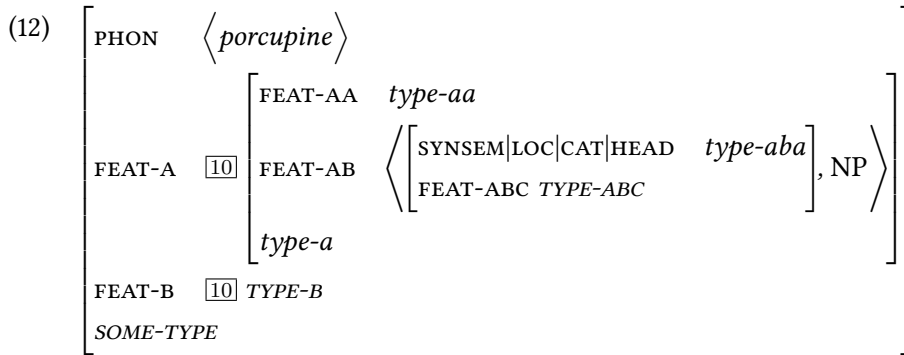 (12)
PHON ⟨porcupine⟩
FEAT-AA type-aa
FEAT-A [10] FEAT-AB ⟨[SYNSEM|LOC|CAT|HEAD type-aba
FEAT-ABC TYPE-ABC], NP⟩
type-a
FEAT-B [10] TYPE-B
SOME-TYPE